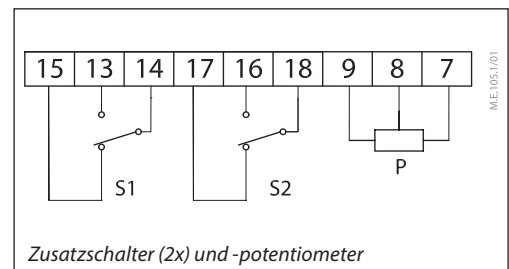 15 13 14 17 16 18 9 8 7
S1 S2 P
M.E.105.1/01
Zusatzschalter (2x) und -potentiometer